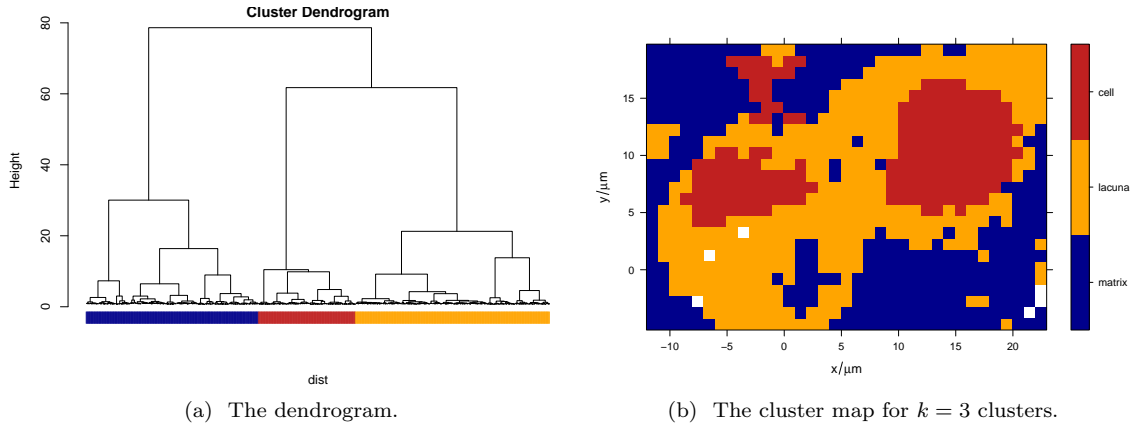 Cluster Dendrogram
80
60
40
20
0
Height
dist
(a) The dendrogram.
15
10
5
0
y/μm
−10
−5
0
5
10
15
20
x/μm
cell
lacuna
matrix
(b) The cluster map for k = 3 clusters.